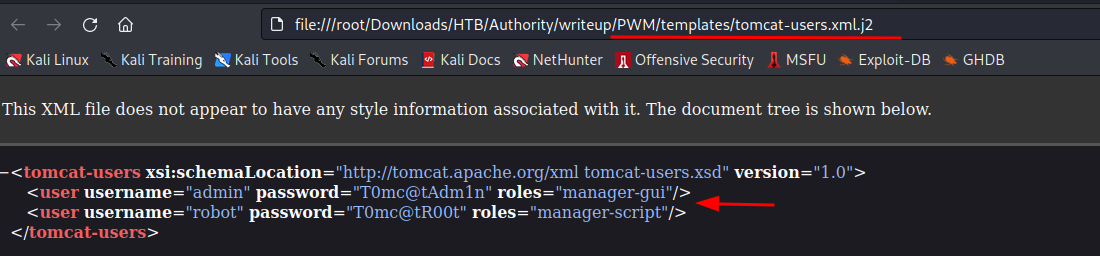 file:///root/Downloads/HTB/Authority/writeup/PWM/templates/tomcat-users.xml.j2
Kali Linux Kali Training Kali Tools Kali Forums Kali Docs NetHunter Offensive Security MSFU Exploit-DB GHDB
This XML file does not appear to have any style information associated with it. The document tree is shown below.
−<tomcat-users xsi:schemaLocation="http://tomcat.apache.org/xml tomcat-users.xsd" version="1.0">
<user username="admin" password="T0mc@tAdm1n" roles="manager-gui"/>
<user username="robot" password="T0mc@tR00t" roles="manager-script"/>
</tomcat-users>